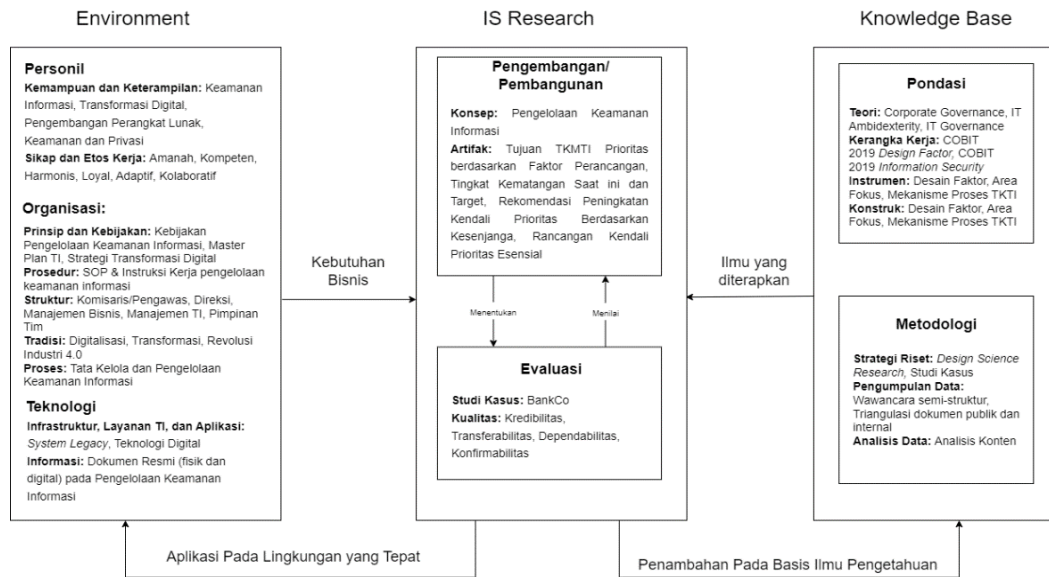 Environment
IS Research
Knowledge Base
Personil
Kemampuan dan Keterampilan: Keamanan
Informasi, Transformasi Digital,
Pengembangan Perangkat Lunak,
Keamanan dan Privasi
Sikap dan Etos Kerja: Amanah, Kompeten,
Harmonis, Loyal, Adaptif, Kolaboratif
Organisasi:
Prinsip dan Kebijakan: Kebijakan
Pengelolaan Keamanan Informasi, Master
Plan TI, Strategi Transformasi Digital
Prosedur: SOP & Instruksi Kerja pengelolaan
keamanan informasi
Struktur: Komisaris/Pengawas, Direksi,
Manajemen Bisnis, Manajemen TI, Pimpinan
Tim
Tradisi: Digitalisasi, Transformasi, Revolusi
Industri 4.0
Proses: Tata Kelola dan Pengelolaan
Keamanan Informasi
Teknologi
Infrastruktur, Layanan TI, dan Aplikasi:
System Legacy, Teknologi Digital
Informasi: Dokumen Resmi (fisik dan
digital) pada Pengelolaan Keamanan
Informasi
Kebutuhan
Bisnis
Pengembangan/
Pembangunan
Konsep: Pengelolaan Keamanan
Informasi
Artifak: Tujuan TKMTI Prioritas
berdasarkan Faktor Perancangan,
Tingkat Kematangan Saat ini dan
Target, Rekomendasi Peningkatan
Kendali Prioritas Berdasarkan
Kesenjanga, Rancangan Kendali
Prioritas Esensial
Menentukan
Menilai
Evaluasi
Studi Kasus: BankCo
Kualitas: Kredibilitas,
Transferabilitas, Dependabilitas,
Konfirmabilitas
Ilmu yang
diterapkan
Pondasi
Teori: Corporate Governance, IT
Ambidexterity, IT Governance
Kerangka Kerja: COBIT
2019 Design Factor, COBIT
2019 Information Security
Instrumen: Desain Faktor, Area
Fokus, Mekanisme Proses TKTI
Konstruk: Desain Faktor, Area
Fokus, Mekanisme Proses TKTI
Metodologi
Strategi Riset: Design Science
Research, Studi Kasus
Pengumpulan Data:
Wawancara semi-struktur,
Triangulasi dokumen publik dan
internal
Analisis Data: Analisis Konten
Aplikasi Pada Lingkungan yang Tepat
Penambahan Pada Basis Ilmu Pengetahuan